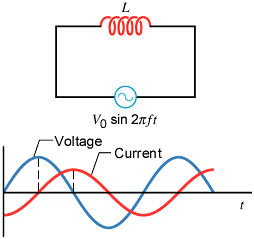 L
V₀ sin 2πft
Voltage
Current
t